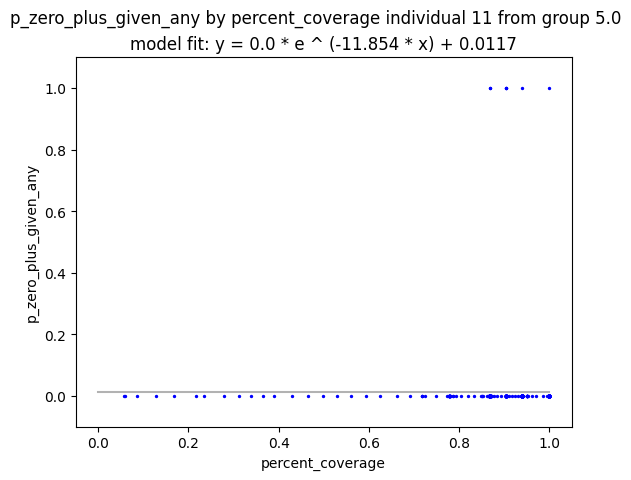 p_zero_plus_given_any by percent_coverage individual 11 from group 5.0
model fit: y = 0.0 * e ^ (-11.854 * x) + 0.0117
1.0
0.8
0.6
0.4
0.2
0.0
p_zero_plus_given_any
0.0 0.2 0.4 0.6 0.8 1.0
percent_coverage